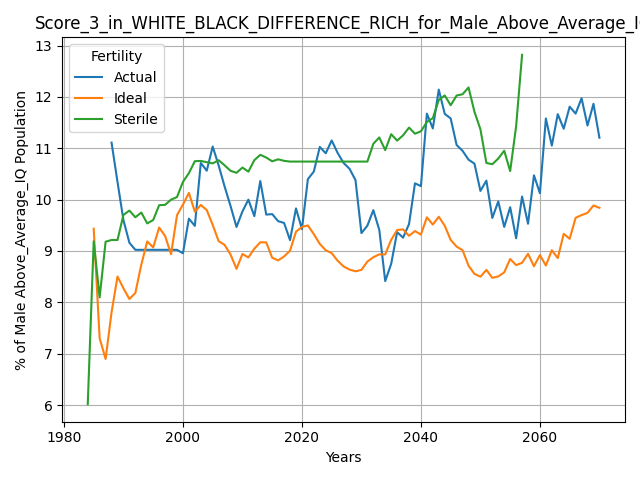 Score_3_in_WHITE_BLACK_DIFFERENCE_RICH_for_Male_Above_Average_I
Fertility
Actual
Ideal
Sterile
% of Male Above_Average_IQ Population
13
12
11
10
9
8
7
6
1980
2000
2020
2040
2060
Years